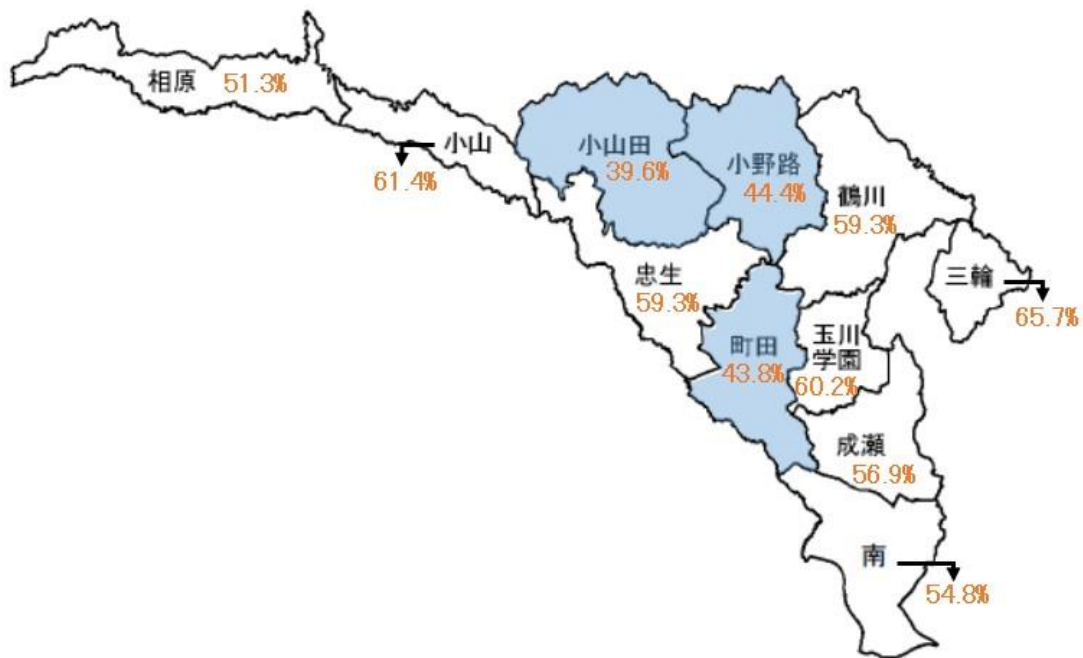 相原 51.3%
小山
61.4%
小山田
39.6%
小野路
44.4%
鶴川
59.3%
三輪
65.7%
忠生
59.3%
町田
43.8%
玉川
学園
60.2%
成瀬
56.9%
南
54.8%